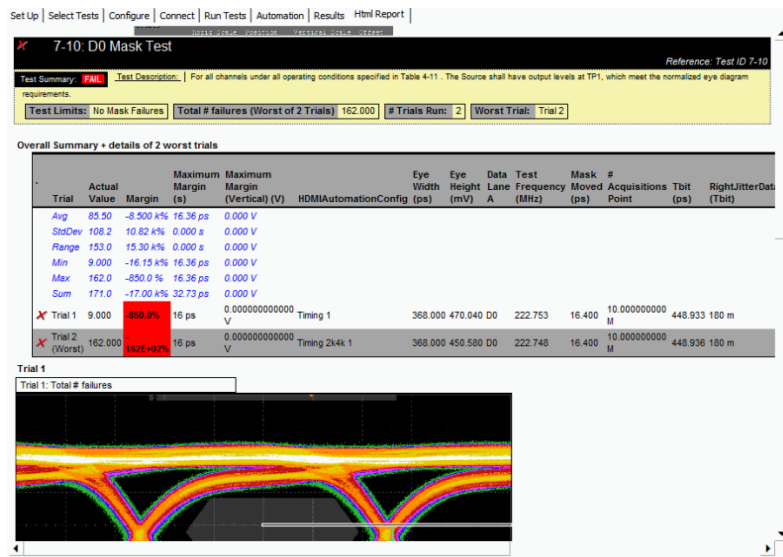 Set Up Select Tests Configure Connect Run Tests Automation Results Html Report
Horiz Scale Position Vertical Scale Offset
7-10: D0 Mask Test
Reference: Test ID 7-10
Test Summary: FAIL Test Description: For all channels under all operating conditions specified in Table 4-11 . The Source shall have output levels at TP1, which meet the normalized eye diagram
requirements.
Test Limits: No Mask Failures Total # failures (Worst of 2 Trials) 162.000 # Trials Run: 2 Worst Trial: Trial 2
Overall Summary + details of 2 worst trials
Maximum Maximum Eye Eye Data Test Mask #
Actual Margin Margin Width Height Lane Frequency Moved Acquisitions Tbit RightJitterData
Trial Value Margin (s) (Vertical) (V) HDMIAutomationConfig (ps) (mV) A (MHz) (ps) Point (ps) (Tbit)
Avg 85.50 -8.500 k% 16.36 ps 0.000 V
StdDev 108.2 10.82 k% 0.000 s 0.000 V
Range 153.0 15.30 k% 0.000 s 0.000 V
Min 9.000 -16.15 k% 16.36 ps 0.000 V
Max 162.0 -850.0 % 16.36 ps 0.000 V
Sum 171.0 -17.00 k% 32.73 ps 0.000 V
Trial 1 9.000 -850.0% 16 ps 0.000000000000 V Timing 1 368.000 470.040 D0 222.753 16.400 10.000000000 M 448.933 180 m
Trial 2 (Worst) 162.000 -162E+02% 16 ps 0.000000000000 V Timing 2k4k 1 368.000 450.580 D0 222.748 16.400 10.000000000 M 448.936 180 m
Trial 1
Trial 1: Total # failures